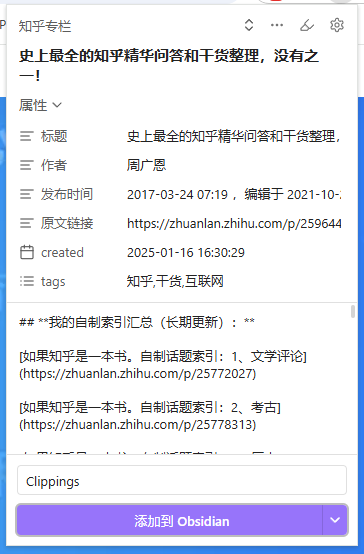 知乎专栏
史上最全的知乎精华问答和干货整理，没有之
一！
属性
标题 史上最全的知乎精华问答和干货整理，
作者 周广恩
发布时间 2017-03-24 07:19 ，编辑于 2021-10-2
原文链接 https://zhuanlan.zhihu.com/p/259644
created 2025-01-16 16:30:29
tags 知乎,干货,互联网
## **我的自制索引汇总（长期更新）：**
[如果知乎是一本书。自制话题索引：1、文学评论]
(https://zhuanlan.zhihu.com/p/25772027)
[如果知乎是一本书。自制话题索引：2、考古]
(https://zhuanlan.zhihu.com/p/25778313)
Clippings
添加到 Obsidian